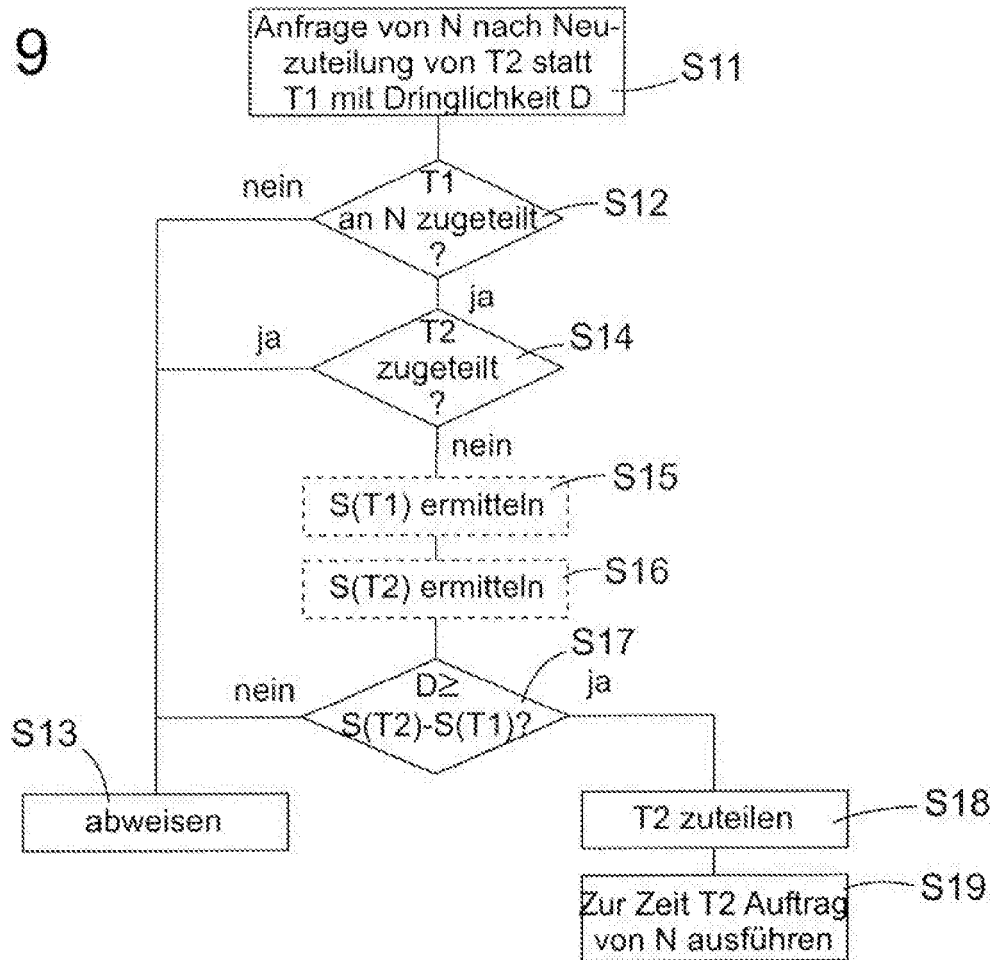 9
Anfrage von N nach Neu-
zuteilung von T2 statt
T1 mit Dringlichkeit D
S11
nein
T1
an N zugeteilt
?
S12
ja
ja
T2
zugeteilt
?
S14
nein
S(T1) ermitteln
S15
S(T2) ermitteln
S16
S17
nein
D≥
S(T2)-S(T1)?
ja
S13
abweisen
T2 zuteilen
S18
Zur Zeit T2 Auftrag
von N ausführen
S19